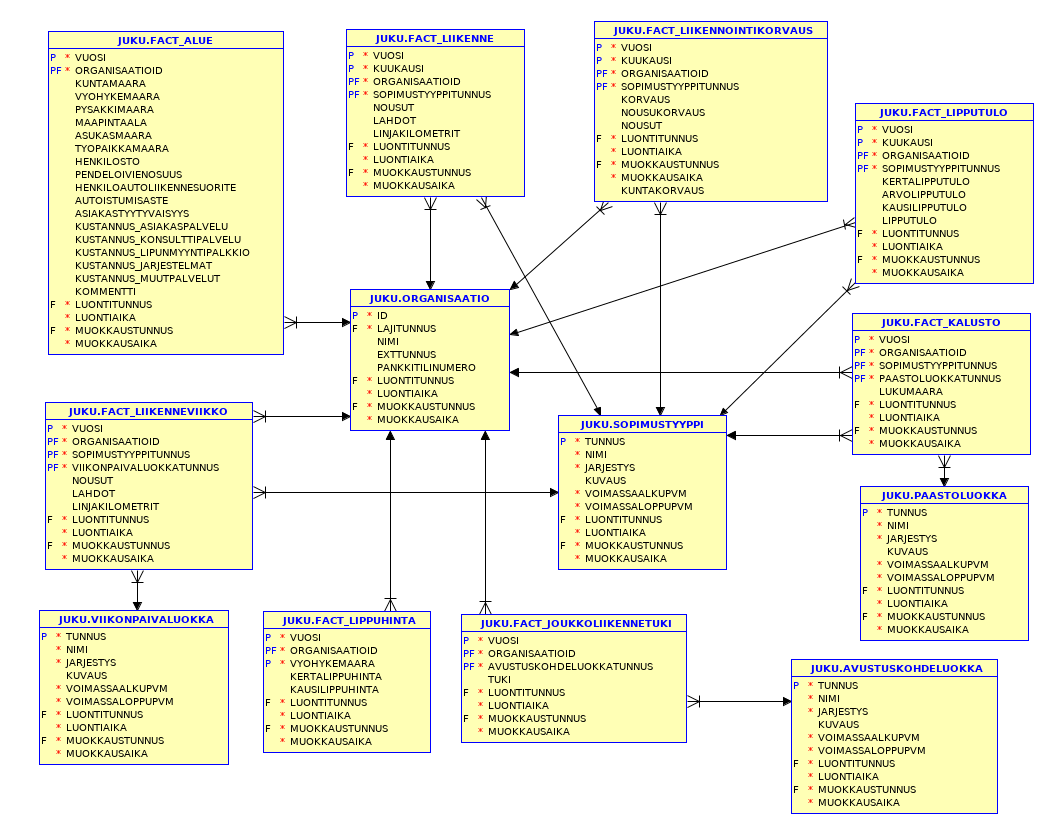 JUKU.FACT_ALUE
P * VUOSI
PF * ORGANISAATIOID
KUNTAMAARA
VYOHYKEMAARA
PYSAKKIMAARA
MAAPINTAALA
ASUKASMAARA
TYOPAIKKAMAARA
HENKILOSTO
PENDELOIVIENOSUUS
HENKILOAUTOLIIKENNESUORITE
AUTOISTUMISASTE
ASIAKASTYYTYVAISYYS
KUSTANNUS_ASIAKASPALVELU
KUSTANNUS_KONSULTTIPALVELU
KUSTANNUS_LIPUNMYYNTIPALKKIO
KUSTANNUS_JARJESTELMAT
KUSTANNUS_MUUTPALVELUT
KOMMENTTI
F * LUONTITUNNUS
* LUONTIAIKA
F * MUOKKAUSTUNNUS
* MUOKKAUSAIKA
JUKU.FACT_LIIKENNE
P * VUOSI
P * KUUKAUSI
PF * ORGANISAATIOID
PF * SOPIMUSTYYPPITUNNUS
NOUSUT
LAHDOT
LINJAKILOMETRIT
F * LUONTITUNNUS
* LUONTIAIKA
F * MUOKKAUSTUNNUS
* MUOKKAUSAIKA
JUKU.FACT_LIIKENNOINTIKORVAUS
P * VUOSI
P * KUUKAUSI
PF * ORGANISAATIOID
PF * SOPIMUSTYYPPITUNNUS
KORVAUS
NOUSUKORVAUS
NOUSUT
F * LUONTITUNNUS
* LUONTIAIKA
F * MUOKKAUSTUNNUS
* MUOKKAUSAIKA
KUNTAKORVAUS
JUKU.FACT_LIPPUTULO
P * VUOSI
P * KUUKAUSI
PF * ORGANISAATIOID
PF * SOPIMUSTYYPPITUNNUS
KERTALIPPUTULO
ARVOLIPPUTULO
KAUSILIPPUTULO
LIPPUTULO
F * LUONTITUNNUS
* LUONTIAIKA
F * MUOKKAUSTUNNUS
* MUOKKAUSAIKA
JUKU.ORGANISAATIO
P * ID
F * LAJITUNNUS
NIMI
EXTTUNNUS
PANKKITILINUMERO
F * LUONTITUNNUS
* LUONTIAIKA
F * MUOKKAUSTUNNUS
* MUOKKAUSAIKA
JUKU.FACT_KALUSTO
P * VUOSI
PF * ORGANISAATIOID
PF * SOPIMUSTYYPPITUNNUS
PF * PAASTOLUOKKATUNNUS
LUKUMAARA
F * LUONTITUNNUS
* LUONTIAIKA
F * MUOKKAUSTUNNUS
* MUOKKAUSAIKA
JUKU.FACT_LIIKENNEVIIKKO
P * VUOSI
PF * ORGANISAATIOID
PF * SOPIMUSTYYPPITUNNUS
PF * VIIKONPAIVALUOKKATUNNUS
NOUSUT
LAHDOT
LINJAKILOMETRIT
F * LUONTITUNNUS
* LUONTIAIKA
F * MUOKKAUSTUNNUS
* MUOKKAUSAIKA
JUKU.SOPIMUSTYYPPI
P * TUNNUS
* NIMI
* JARJESTYS
KUVAUS
* VOIMASSAALKUPVM
* VOIMASSALOPPUPVM
F * LUONTITUNNUS
* LUONTIAIKA
F * MUOKKAUSTUNNUS
* MUOKKAUSAIKA
JUKU.PAASTOLUOKKA
P * TUNNUS
* NIMI
* JARJESTYS
KUVAUS
* VOIMASSAALKUPVM
* VOIMASSALOPPUPVM
F * LUONTITUNNUS
* LUONTIAIKA
F * MUOKKAUSTUNNUS
* MUOKKAUSAIKA
JUKU.VIIKONPAIVALUOKKA
P * TUNNUS
* NIMI
* JARJESTYS
KUVAUS
* VOIMASSAALKUPVM
* VOIMASSALOPPUPVM
F * LUONTITUNNUS
* LUONTIAIKA
F * MUOKKAUSTUNNUS
* MUOKKAUSAIKA
JUKU.FACT_LIPPUHINTA
P * VUOSI
PF * ORGANISAATIOID
P * VYOHYKEMAARA
KERTALIPPUHINTA
KAUSILIPPUHINTA
F * LUONTITUNNUS
* LUONTIAIKA
F * MUOKKAUSTUNNUS
* MUOKKAUSAIKA
JUKU.FACT_JOUKKOLIIKENNETUKI
P * VUOSI
PF * ORGANISAATIOID
PF * AVUSTUSKOHDELUOKKATUNNUS
TUKI
F * LUONTITUNNUS
* LUONTIAIKA
F * MUOKKAUSTUNNUS
* MUOKKAUSAIKA
JUKU.AVUSTUSKOHDELUOKKA
P * TUNNUS
* NIMI
* JARJESTYS
KUVAUS
* VOIMASSAALKUPVM
* VOIMASSALOPPUPVM
F * LUONTITUNNUS
* LUONTIAIKA
F * MUOKKAUSTUNNUS
* MUOKKAUSAIKA